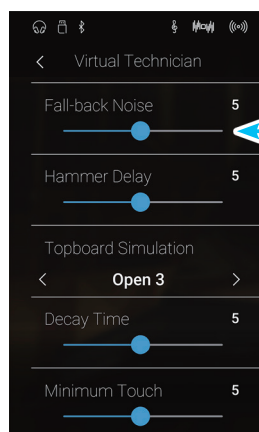 Virtual Technician
Fall-back Noise 5
Hammer Delay 5
Topboard Simulation
< Open 3 >
Decay Time 5
Minimum Touch 5